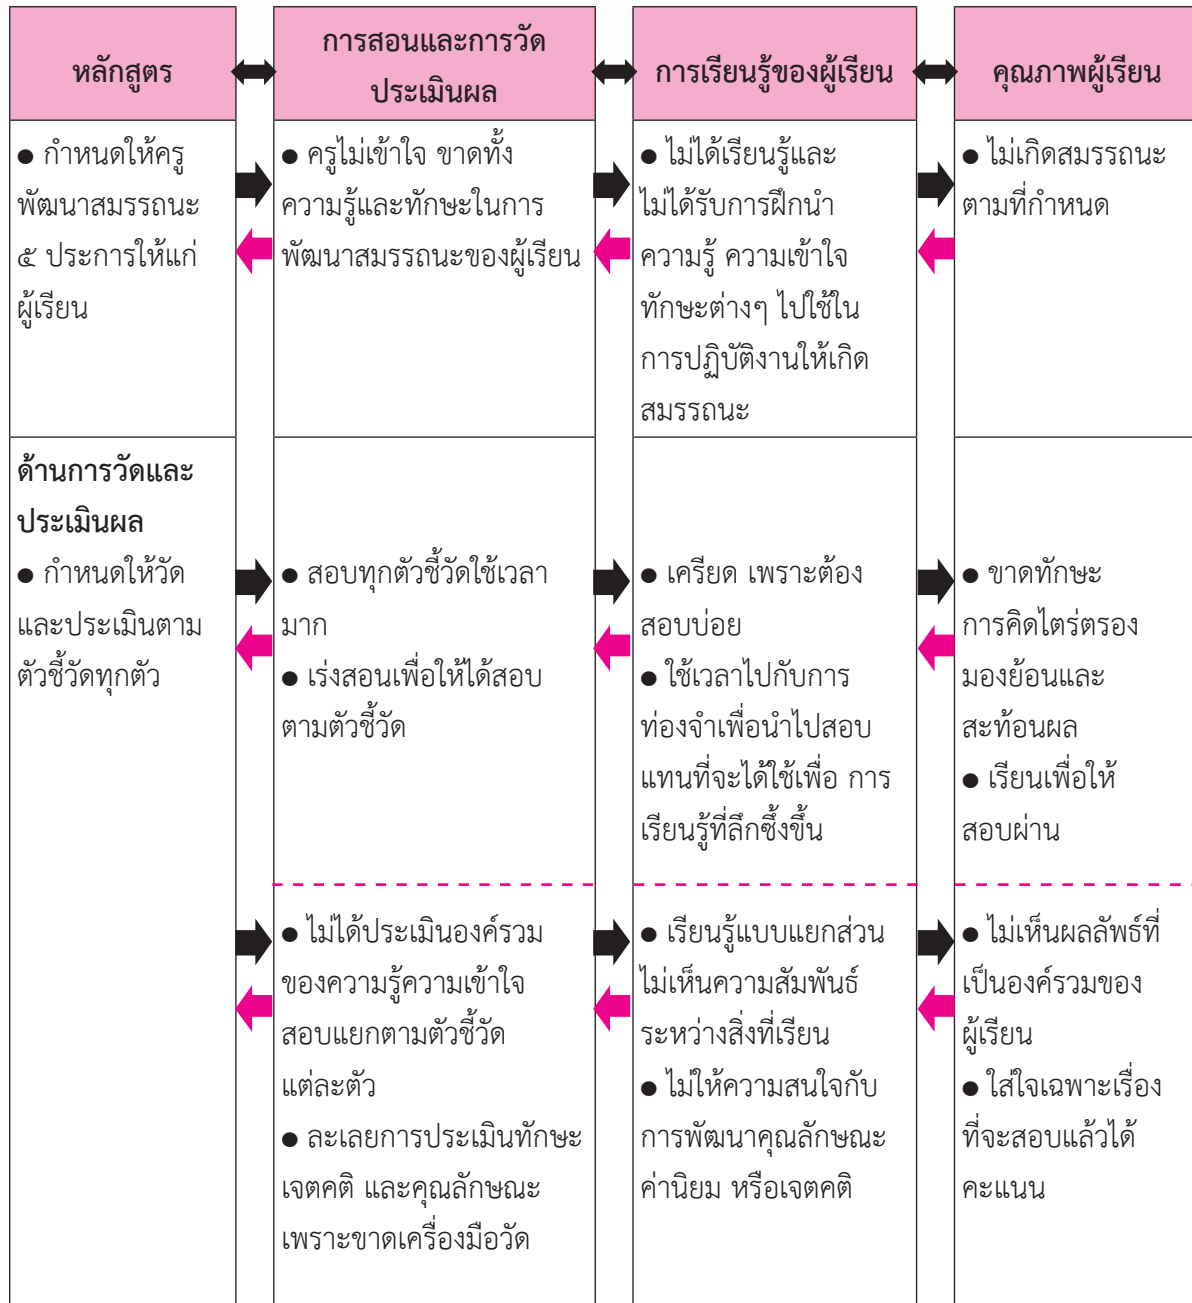 หลักสูตร
การสอนและการวัด
ประเมินผล
การเรียนรู้ของผู้เรียน
คุณภาพผู้เรียน
● กำหนดให้ครู
พัฒนาสมรรถนะ
๕ ประการให้แก่
ผู้เรียน
● ครูไม่เข้าใจ ขาดทั้ง
ความรู้และทักษะในการ
พัฒนาสมรรถนะของผู้เรียน
● ไม่ได้เรียนรู้และ
ไม่ได้รับการฝึกนำ
ความรู้ ความเข้าใจ
ทักษะต่างๆ ไปใช้ใน
การปฏิบัติงานให้เกิด
สมรรถนะ
● ไม่เกิดสมรรถนะ
ตามที่กำหนด
ด้านการวัดและ
ประเมินผล
● กำหนดให้วัด
และประเมินตาม
ตัวชี้วัดทุกตัว
● สอบทุกตัวชี้วัดใช้เวลา
มาก
● เร่งสอนเพื่อให้ได้สอบ
ตามตัวชี้วัด
● เครียด เพราะต้อง
สอบบ่อย
● ใช้เวลาไปกับการ
ท่องจำเพื่อนำไปสอบ
แทนที่จะได้ใช้เพื่อ การ
เรียนรู้ที่ลึกซึ้งขึ้น
● ขาดทักษะ
การคิดไตร่ตรอง
มองย้อนและ
สะท้อนผล
● เรียนเพื่อให้
สอบผ่าน
● ไม่ได้ประเมินองค์รวม
ของความรู้ความเข้าใจ
สอบแยกตามตัวชี้วัด
แต่ละตัว
● ละเลยการประเมินทักษะ
เจตคติ และคุณลักษณะ
เพราะขาดเครื่องมือวัด
● เรียนรู้แบบแยกส่วน
ไม่เห็นความสัมพันธ์
ระหว่างสิ่งที่เรียน
● ไม่ให้ความสนใจกับ
การพัฒนาคุณลักษณะ
ค่านิยม หรือเจตคติ
● ไม่เห็นผลลัพธ์ที่
เป็นองค์รวมของ
ผู้เรียน
● ใส่ใจเฉพาะเรื่อง
ที่จะสอบแล้วได้
คะแนน